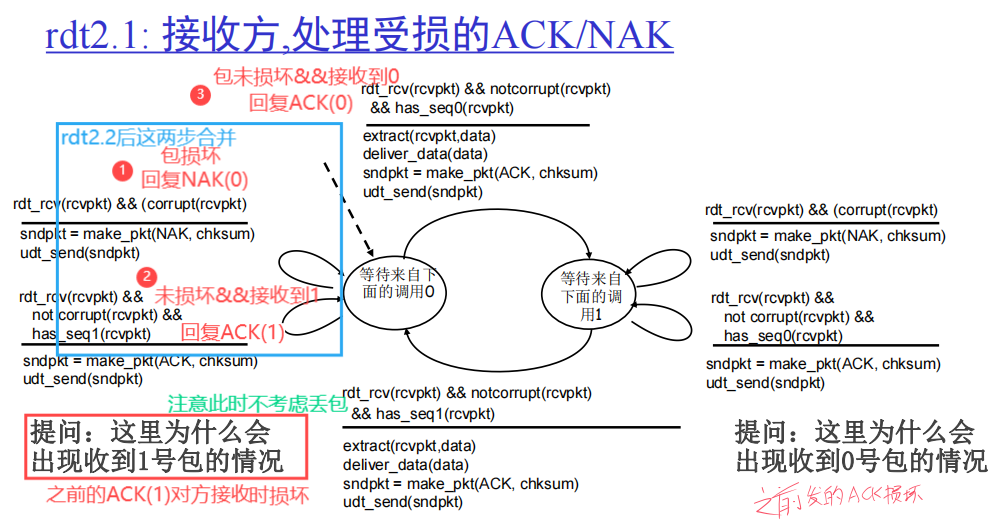 rdt2.1: 接收方,处理受损的ACK/NAK
3
包未损坏&&接收到0
回复ACK(0)
rdt_rcv(rcvpkt) && notcorrupt(rcvpkt)
&& has_seq0(rcvpkt)
extract(rcvpkt,data)
deliver_data(data)
sndpkt = make_pkt(ACK, chksum)
udt_send(sndpkt)
rdt2.2后这两步合并
1
包损坏
回复NAK(0)
rdt_rcv(rcvpkt) && (corrupt(rcvpkt)
sndpkt = make_pkt(NAK, chksum)
udt_send(sndpkt)
2
未损坏&&接收到1
回复ACK(1)
rdt_rcv(rcvpkt) &&
not corrupt(rcvpkt) &&
has_seq1(rcvpkt)
sndpkt = make_pkt(ACK, chksum)
udt_send(sndpkt)
等待来自下
面的调用0
等待来自
下面的调
用1
rdt_rcv(rcvpkt) && (corrupt(rcvpkt)
sndpkt = make_pkt(NAK, chksum)
udt_send(sndpkt)
rdt_rcv(rcvpkt) &&
not corrupt(rcvpkt) &&
has_seq0(rcvpkt)
sndpkt = make_pkt(ACK, chksum)
udt_send(sndpkt)
rdt_rcv(rcvpkt) && notcorrupt(rcvpkt)
&& has_seq1(rcvpkt)
extract(rcvpkt,data)
deliver_data(data)
sndpkt = make_pkt(ACK, chksum)
udt_send(sndpkt)
注意此时不考虑丢包
提问：这里为什么会
出现收到1号包的情况
之前的ACK(1)对方接收时损坏
提问：这里为什么会
出现收到0号包的情况
之前发的ACK损坏